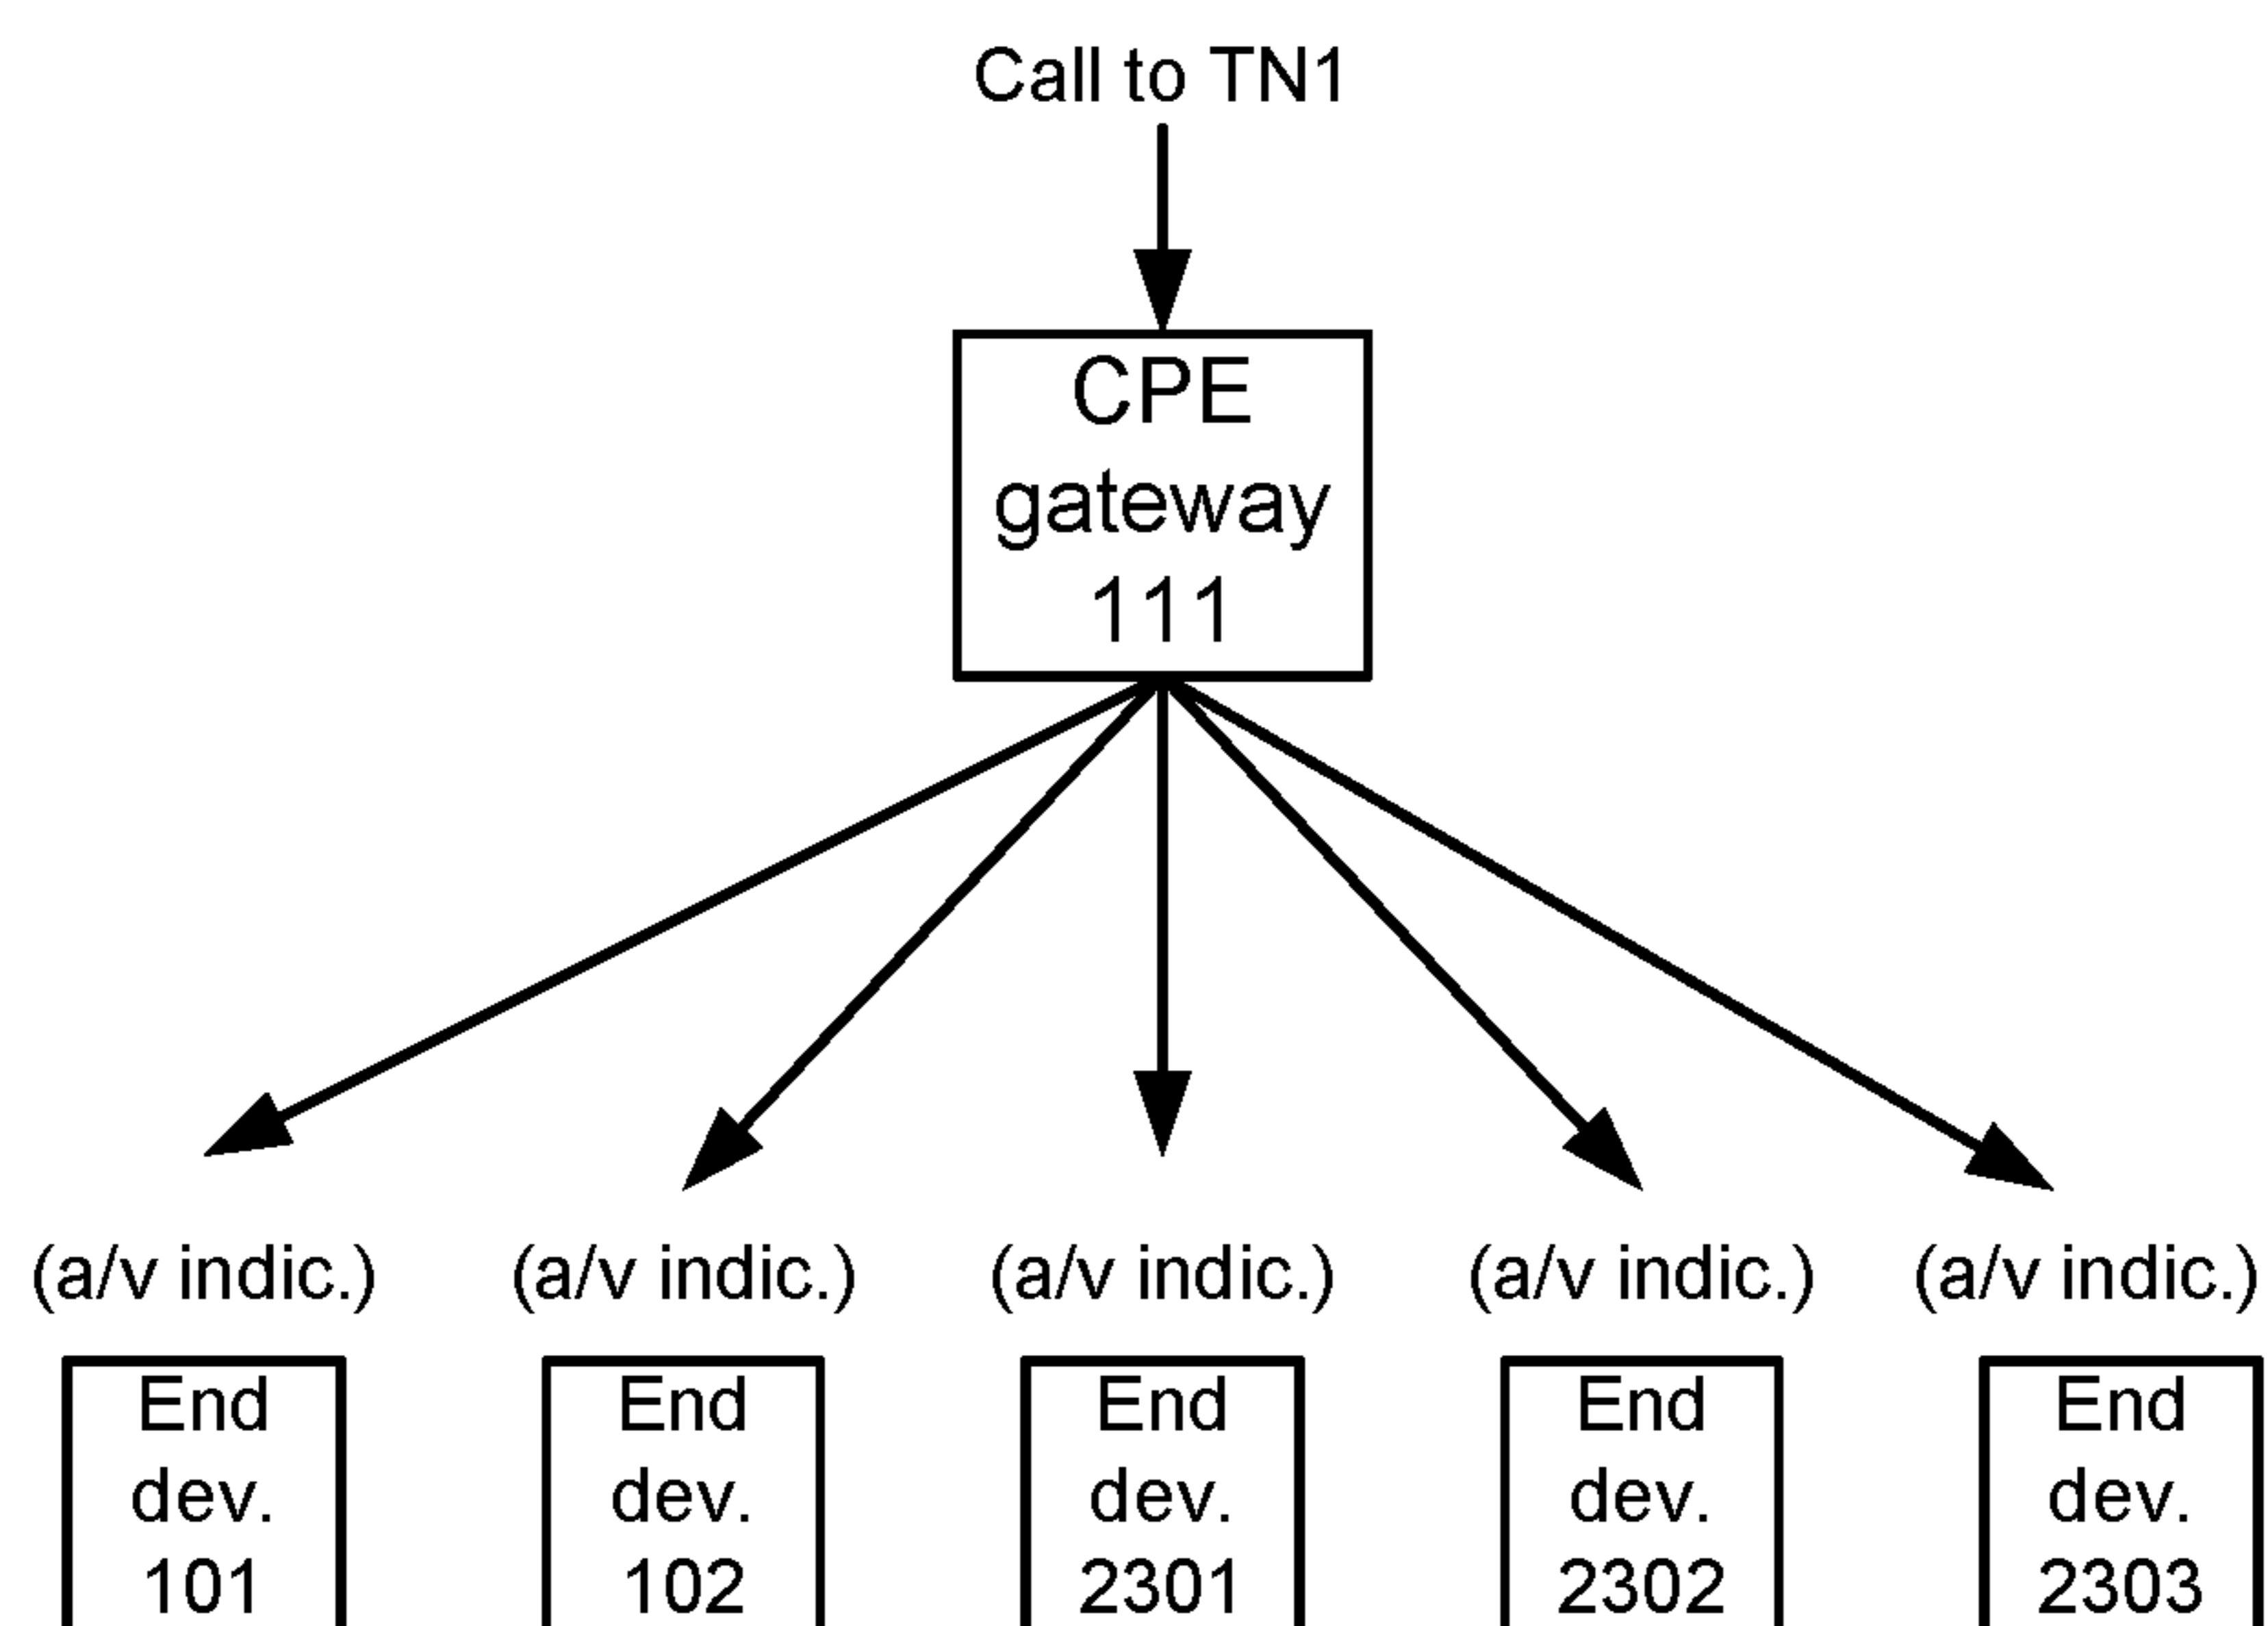 Call to TN1
CPE
gateway
111
(a/v indic.) (a/v indic.) (a/v indic.) (a/v indic.) (a/v indic.)
End
dev.
101
End
dev.
102
End
dev.
2301
End
dev.
2302
End
dev.
2303